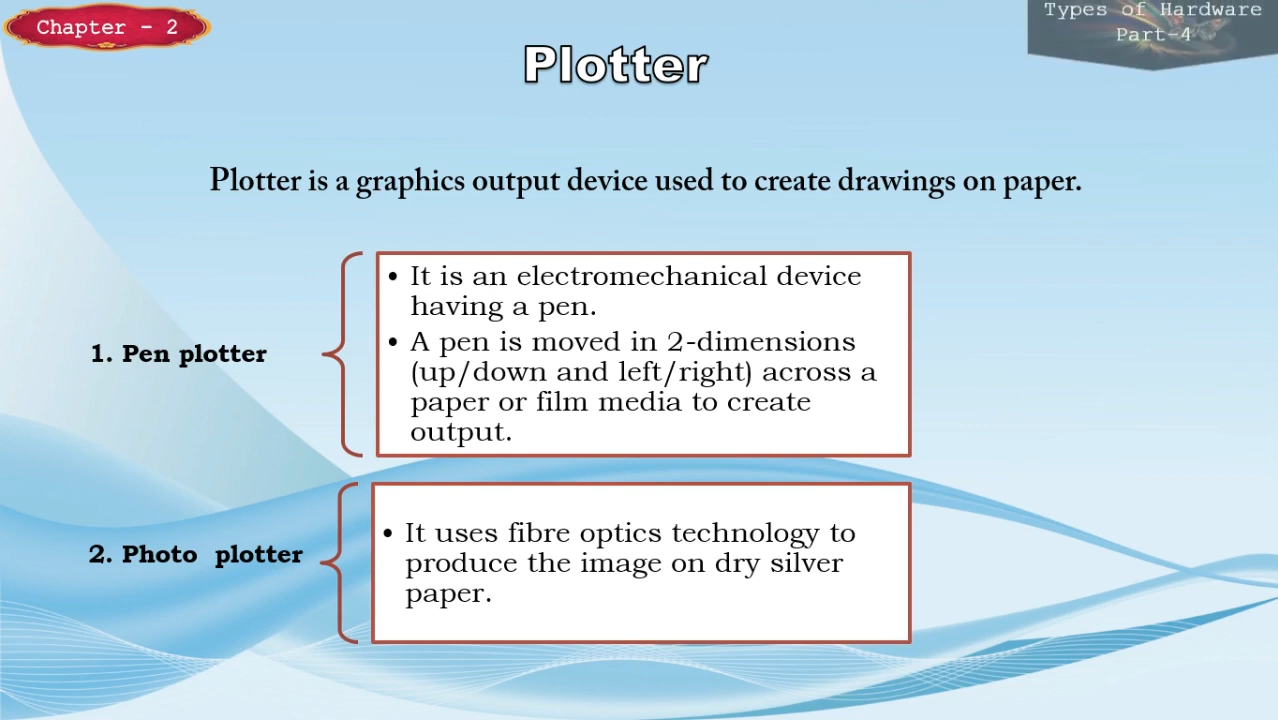 Chapter - 2
Types of Hardware
Part-4
Plotter
Plotter is a graphics output device used to create drawings on paper.
1. Pen plotter
• It is an electromechanical device
having a pen.
• A pen is moved in 2-dimensions
(up/down and left/right) across a
paper or film media to create
output.
2. Photo plotter
• It uses fibre optics technology to
produce the image on dry silver
paper.